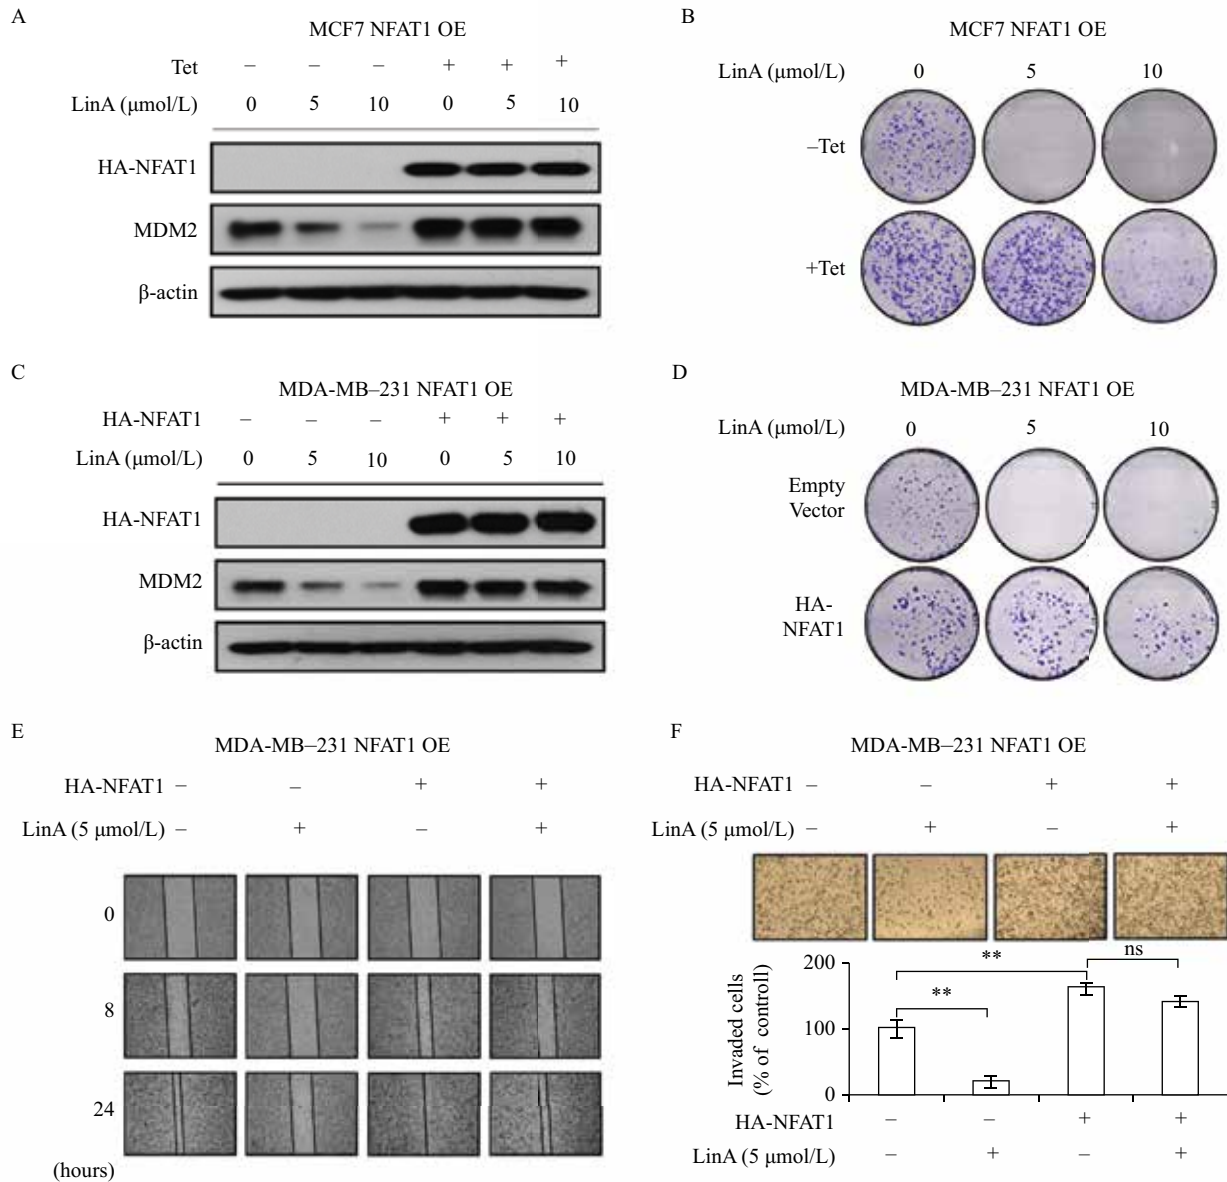 A
MCF7 NFAT1 OE
Tet – – – + + +
LinA (μmol/L) 0 5 10 0 5 10
HA-NFAT1
MDM2
β-actin
B
MCF7 NFAT1 OE
LinA (μmol/L) 0 5 10
–Tet
+Tet
C
MDA-MB–231 NFAT1 OE
HA-NFAT1 – – – + + +
LinA (μmol/L) 0 5 10 0 5 10
HA-NFAT1
MDM2
β-actin
D
MDA-MB–231 NFAT1 OE
LinA (μmol/L) 0 5 10
Empty
Vector
HA-
NFAT1
E
MDA-MB–231 NFAT1 OE
HA-NFAT1 – – + +
LinA (5 μmol/L) – + – +
0
8
24
(hours)
F
MDA-MB–231 NFAT1 OE
HA-NFAT1 – – + +
LinA (5 μmol/L) – + – +
Invaded cells
(% of controll)
200
100
0
**
**
ns
HA-NFAT1 – – + +
LinA (5 μmol/L) – + – +